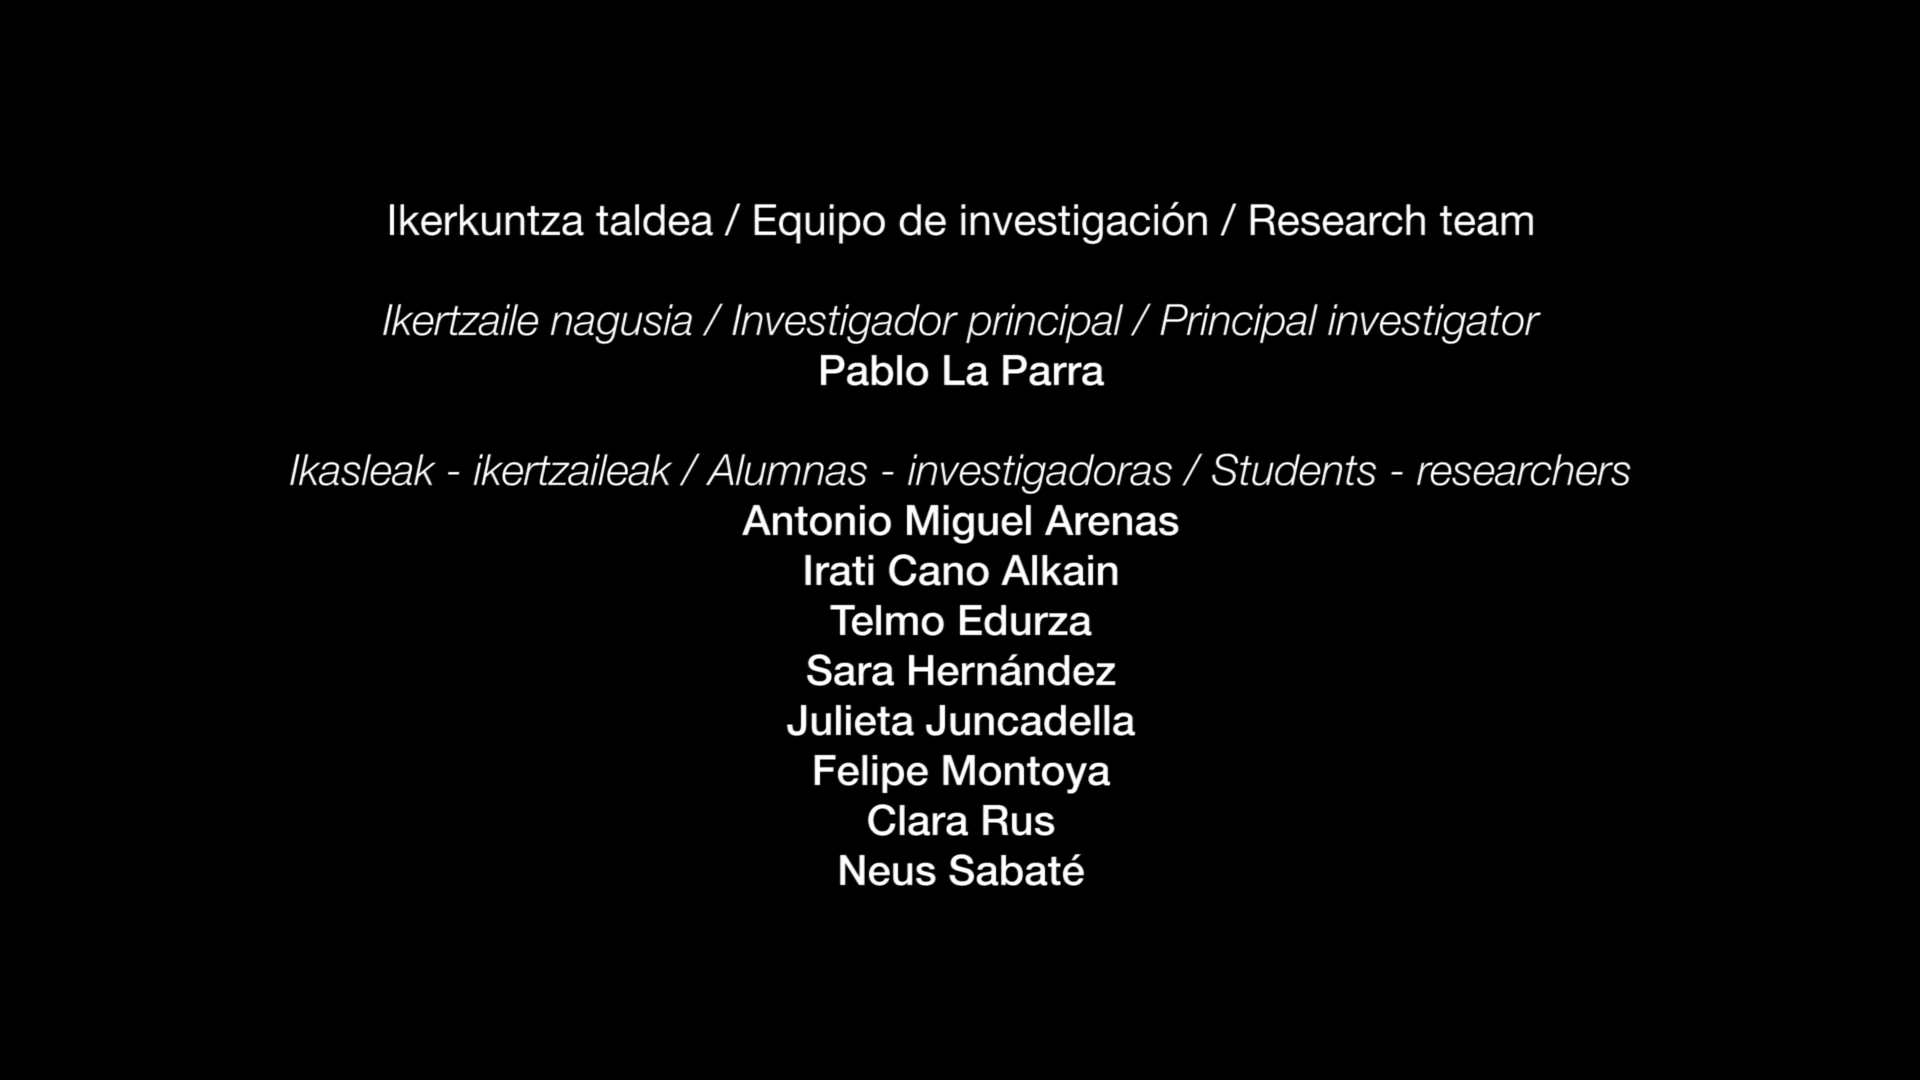 Ikerkuntza taldea / Equipo de investigación / Research team
Ikertzaile nagusia / Investigador principal / Principal investigator
Pablo La Parra
Ikasleak - ikertzaileak / Alumnas - investigadoras / Students - researchers
Antonio Miguel Arenas
Irati Cano Alkain
Telmo Edurza
Sara Hernández
Julieta Juncadella
Felipe Montoya
Clara Rus
Neus Sabaté